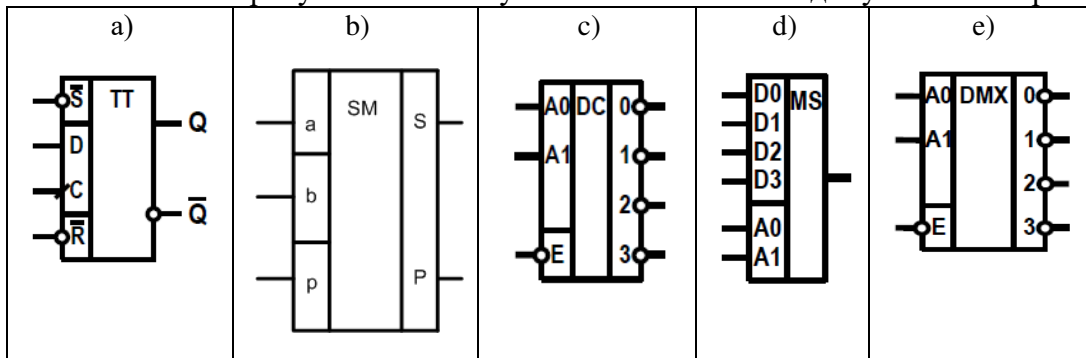 a) b) c) d) e)
S̅ TT
D
C
R̅
Q
Q̅
a SM S
b
p P
A0 DC 0
A1 1
2
E 3
D0 MS
D1
D2
D3
A0
A1
A0 DMX 0
A1 1
2
E 3